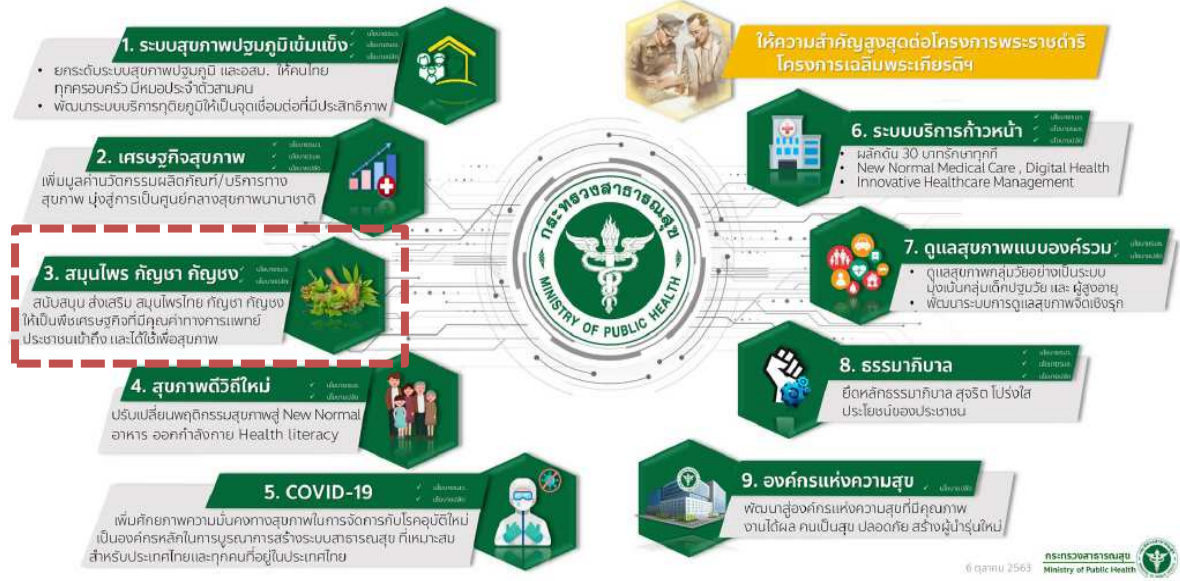 1. ระบบสุขภาพปฐมภูมิเข้มแข็ง
• ยกระดับระบบสุขภาพปฐมภูมิ และอสม. ให้คนไทย
ทุกครอบครัว มีหมอประจำตัวสามคน
• พัฒนาระบบบริการทุติยภูมิให้เป็นจุดเชื่อมต่อที่มีประสิทธิภาพ
2. เศรษฐกิจสุขภาพ
เพิ่มมูลค่านวัตกรรมผลิตภัณฑ์/บริการทาง
สุขภาพ มุ่งสู่การเป็นศูนย์กลางสุขภาพนานาชาติ
3. สมุนไพร กัญชา กัญชง
สนับสนุน ส่งเสริม สมุนไพรไทย กัญชา กัญชง
ให้เป็นพืชเศรษฐกิจที่มีคุณค่าทางการแพทย์
ประชาชนเข้าถึง และได้ใช้เพื่อสุขภาพ
4. สุขภาพดีวิถีใหม่
ปรับเปลี่ยนพฤติกรรมสุขภาพสู่ New Normal
อาหาร ออกกำลังกาย Health literacy
5. COVID-19
เพิ่มศักยภาพความมั่นคงทางสุขภาพในการจัดการกับโรคอุบัติใหม่
เป็นองค์กรหลักในการบูรณาการสร้างระบบสาธารณสุข ที่เหมาะสม
สำหรับประเทศไทยและทุกคนที่อยู่ในประเทศไทย
กระทรวงสาธารณสุข
MINISTRY OF PUBLIC HEALTH
ให้ความสำคัญสูงสุดต่อโครงการพระราชดำริ
โครงการเฉลิมพระเกียรติฯ
6. ระบบบริการก้าวหน้า
• ผลักดัน 30 บาทรักษาทุกที่
• New Normal Medical Care , Digital Health
• Innovative Healthcare Management
7. ดูแลสุขภาพแบบองค์รวม
• ดูแลสุขภาพกลุ่มวัยอย่างเป็นระบบ
มุ่งเน้นกลุ่มเด็กปฐมวัย และ ผู้สูงอายุ
• พัฒนาระบบการดูแลสุขภาพจิตเชิงรุก
8. ธรรมาภิบาล
ยึดหลักธรรมาภิบาล สุจริต โปร่งใส
ประโยชน์ของประชาชน
9. องค์กรแห่งความสุข
พัฒนาสู่องค์กรแห่งความสุขที่มีคุณภาพ
งานได้ผล คนเป็นสุข ปลอดภัย สร้างผู้นำรุ่นใหม่
6 ตุลาคม 2563
กระทรวงสาธารณสุข
Ministry of Public Health